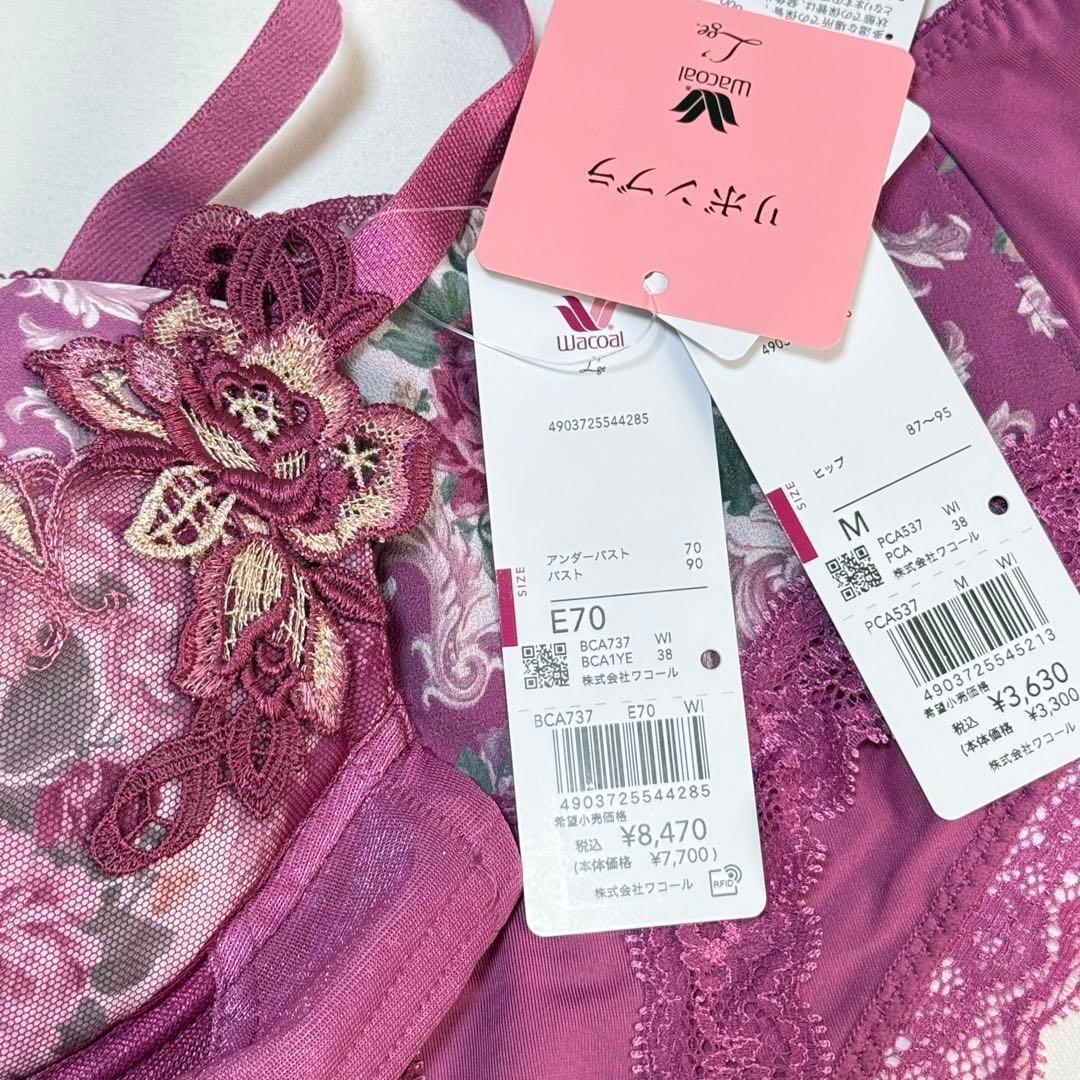 Wacoal
L'ge.
リボンブラ
Wacoal
L'ge.
4903725544285
アンダーバスト 70
バスト 90
SIZE
E70
BCA737 WI
BCA1YE 38
株式会社ワコール
BCA737 E70 WI
4903725544285
希望小売価格
税込 ¥8,470
(本体価格 ¥7,700)
株式会社ワコール
RFID
ヒップ 87〜95
SIZE
M
PCA537 WI
PCA 38
株式会社ワコール
PCA537 M WI
4903725545213
希望小売価格
税込 ¥3,630
(本体価格 ¥3,300
株式会社ワコール